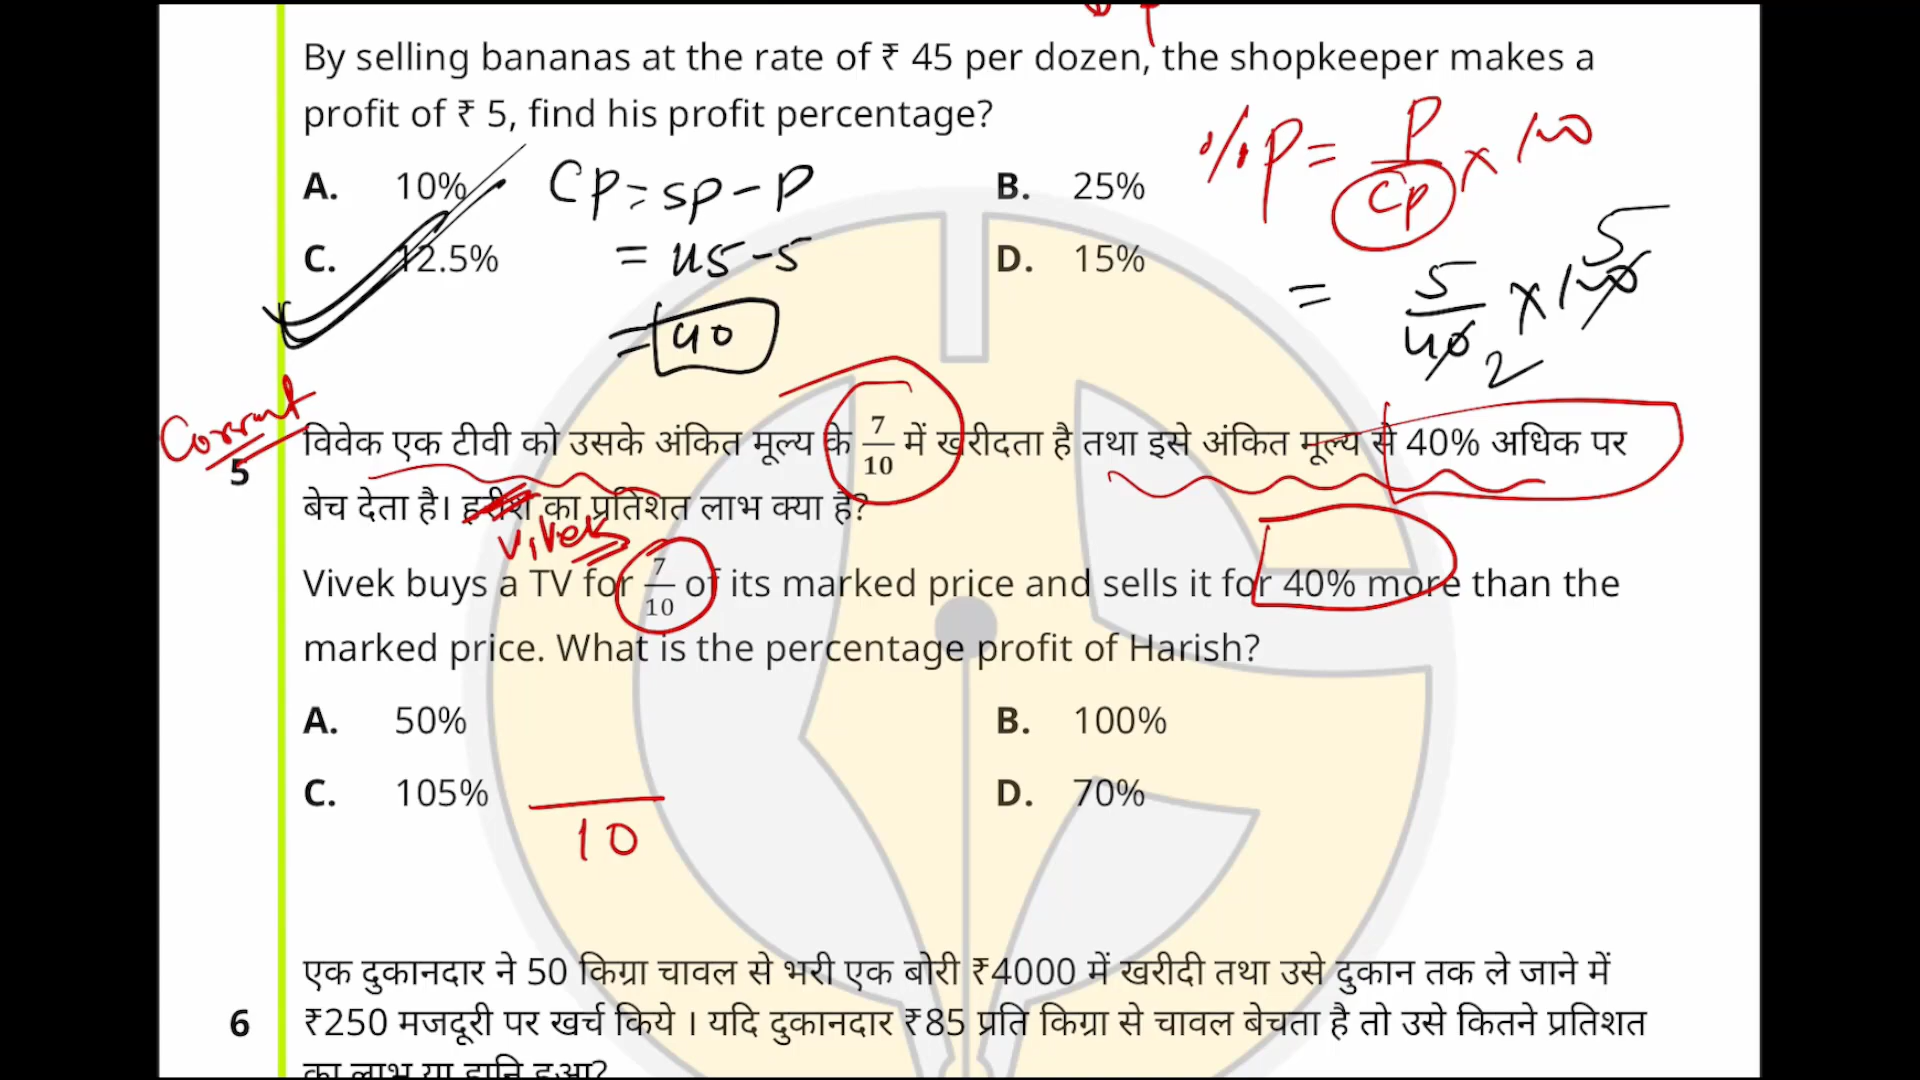 By selling bananas at the rate of ₹ 45 per dozen, the shopkeeper makes a
profit of ₹ 5, find his profit percentage?
%P = P/CP × 100
A. 10%
CP = SP - P
B. 25%
C. 12.5%
= 45 - 5
D. 15%
= 5/40 × 100
5
2
= 40
Corrent
5
विवेक एक टीवी को उसके अंकित मूल्य के 7/10 में खरीदता है तथा इसे अंकित मूल्य से 40% अधिक पर
बेच देता है। हरीश का प्रतिशत लाभ क्या है?
Vivek
Vivek buys a TV for 7/10 of its marked price and sells it for 40% more than the
marked price. What is the percentage profit of Harish?
A. 50%
B. 100%
C. 105%
D. 70%
10
एक दुकानदार ने 50 किग्रा चावल से भरी एक बोरी ₹4000 में खरीदी तथा उसे दुकान तक ले जाने में
6 ₹250 मजदूरी पर खर्च किये । यदि दुकानदार ₹85 प्रति किग्रा से चावल बेचता है तो उसे कितने प्रतिशत
का लाभ या हानि हुआ?